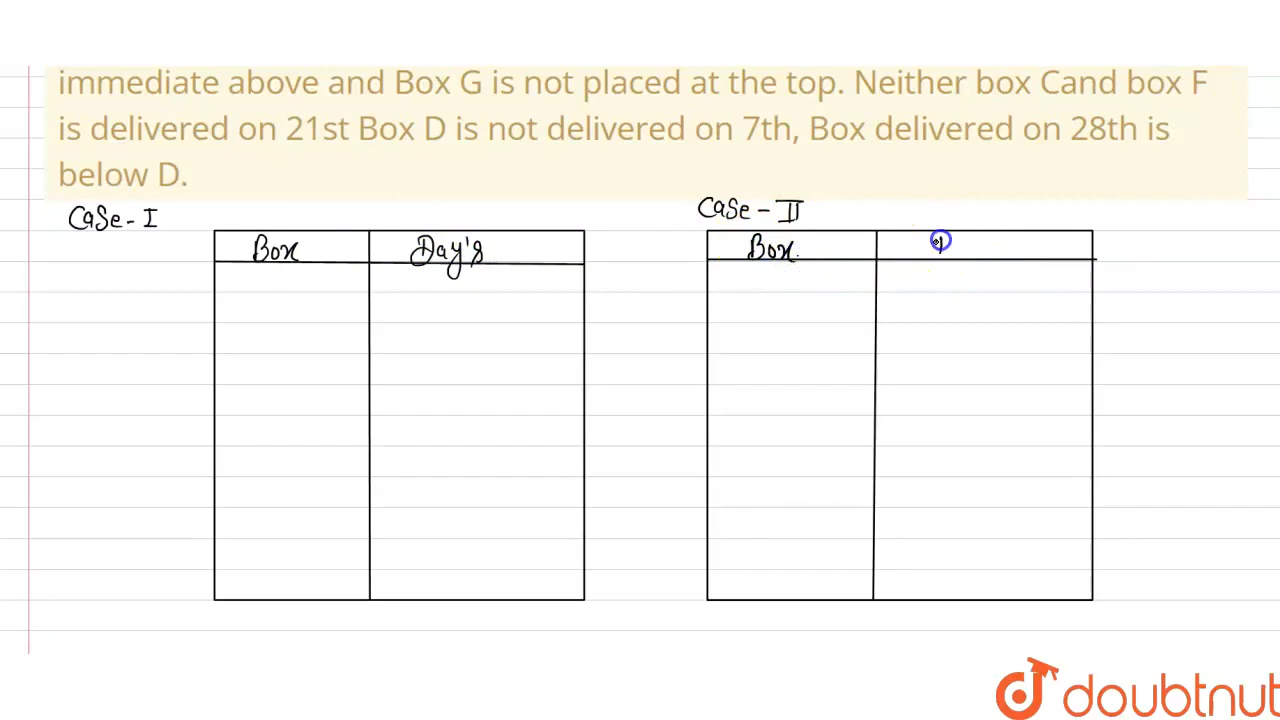 immediate above and Box G is not placed at the top. Neither box Cand box F
is delivered on 21st Box D is not delivered on 7th, Box delivered on 28th is
below D.
Case - I
Case - II
Box Day's
Box.
doubtnut